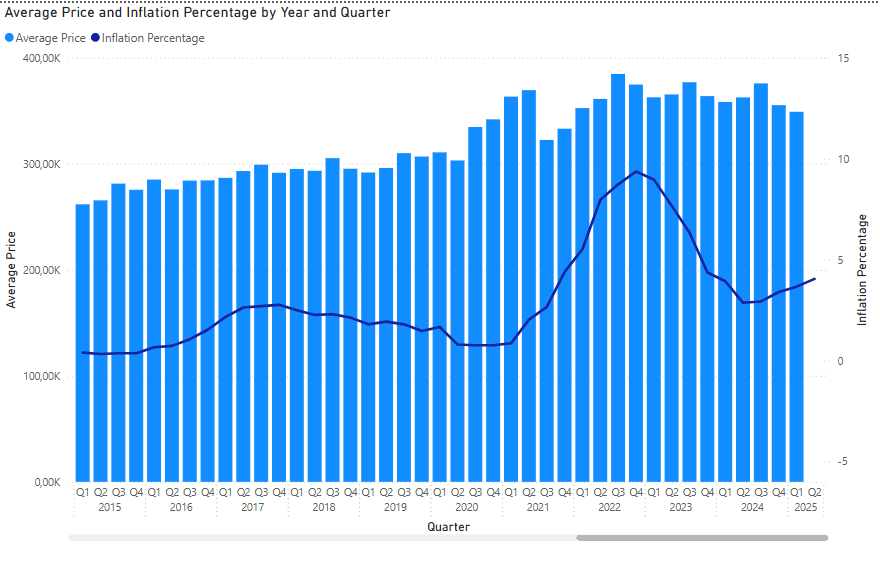 Average Price and Inflation Percentage by Year and Quarter
Average Price Inflation Percentage
400,00K
300,00K
200,00K
100,00K
0,00K
Average Price
15
10
5
0
-5
Inflation Percentage
Q1 Q2 Q3 Q4 Q1 Q2 Q3 Q4 Q1 Q2 Q3 Q4 Q1 Q2 Q3 Q4 Q1 Q2 Q3 Q4 Q1 Q2 Q3 Q4 Q1 Q2 Q3 Q4 Q1 Q2 Q3 Q4 Q1 Q2 Q3 Q4 Q1 Q2 Q3 Q4 Q1 Q2
2015 2016 2017 2018 2019 2020 2021 2022 2023 2024 2025
Quarter